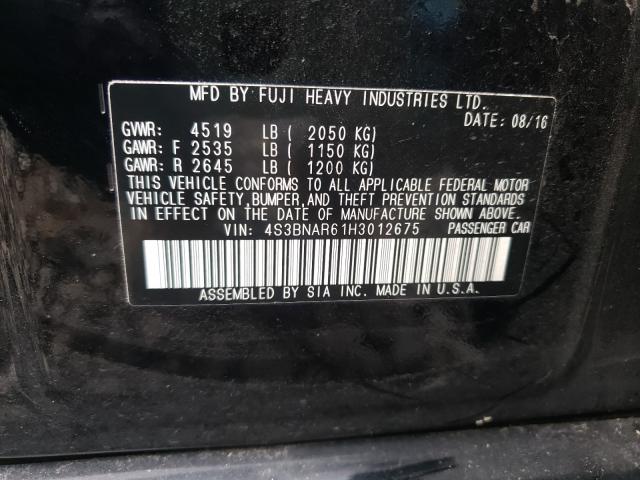 MFD BY FUJI HEAVY INDUSTRIES LTD.
DATE: 08/16
GVWR: 4519 LB ( 2050 KG)
GAWR: F 2535 LB ( 1150 KG)
GAWR: R 2645 LB ( 1200 KG)
THIS VEHICLE CONFORMS TO ALL APPLICABLE FEDERAL MOTOR
VEHICLE SAFETY, BUMPER, AND THEFT PREVENTION STANDARDS
IN EFFECT ON THE DATE OF MANUFACTURE SHOWN ABOVE.
VIN: 4S3BNAR61H3012675 PASSENGER CAR
ASSEMBLED BY SIA INC. MADE IN U.S.A.